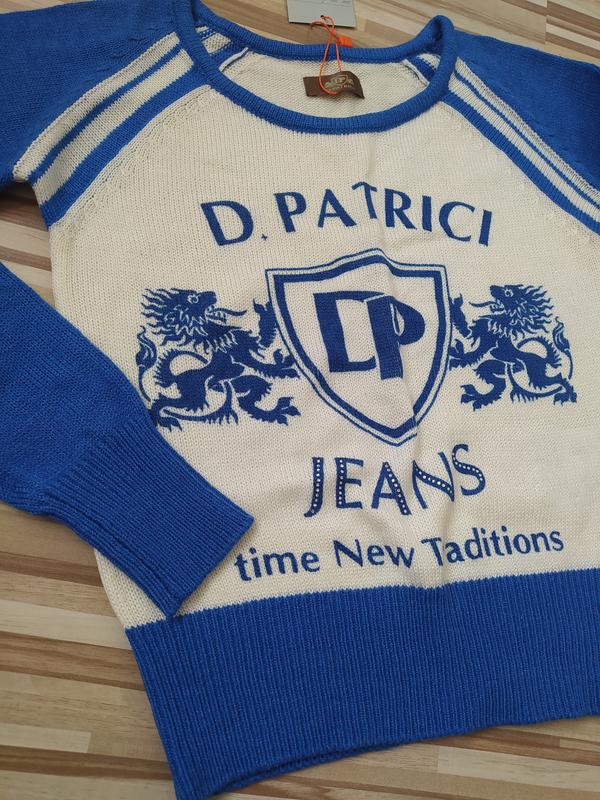 D. PATRICI
DP
JEANS
time New Taditions